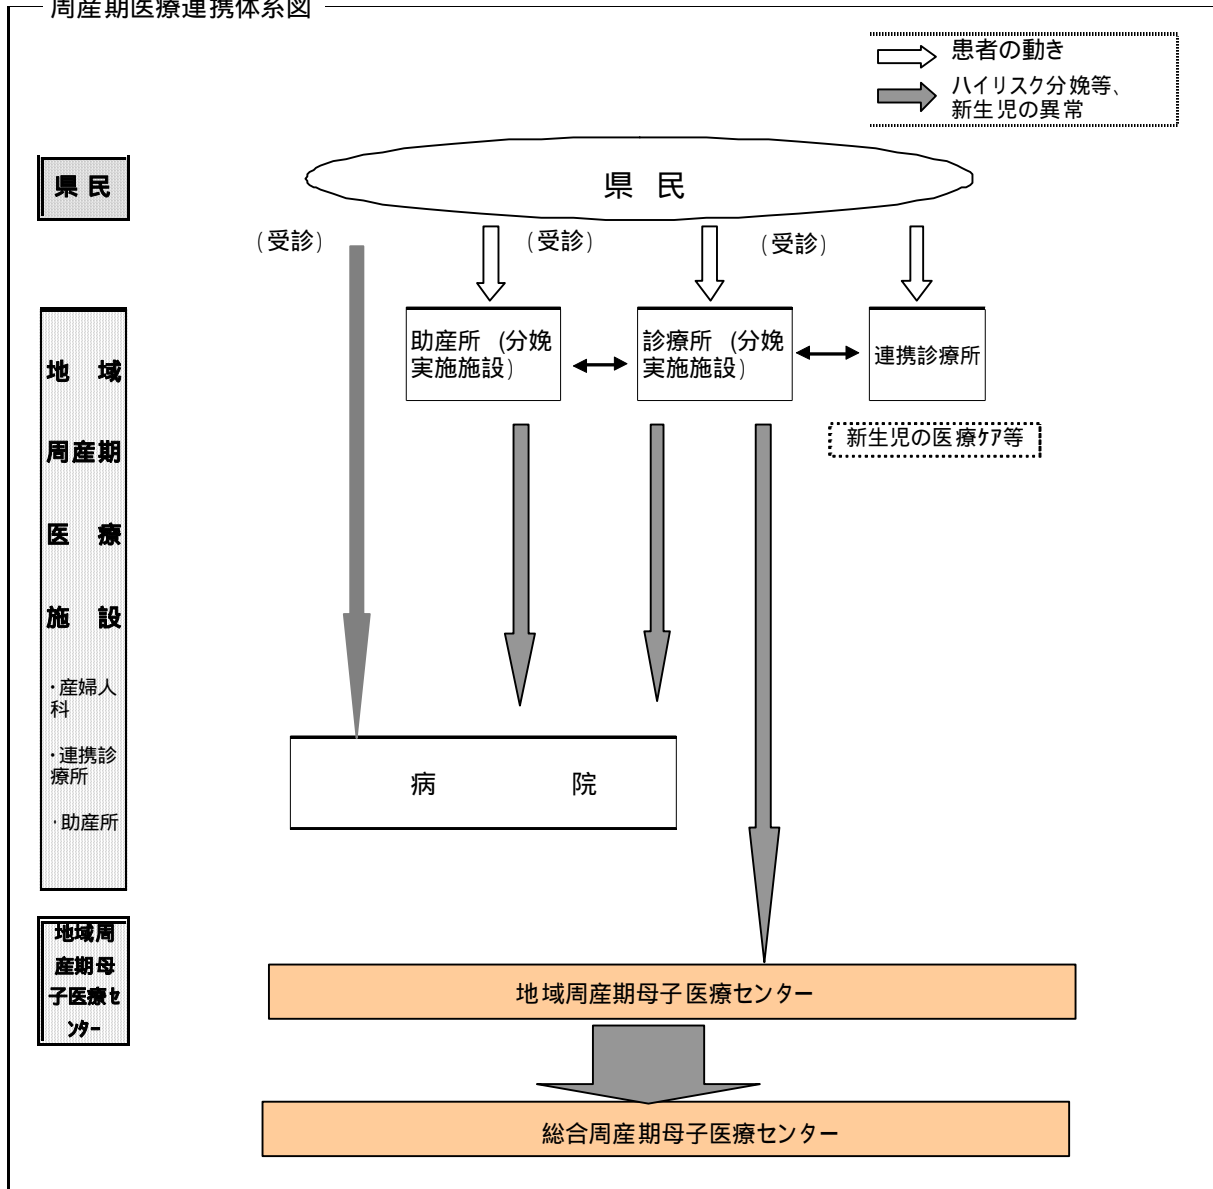 周産期医療連携体系図
患者の動き
ハイリスク分娩等、
新生児の異常
県 民
県 民
(受診)
(受診)
(受診)
助産所 (分娩
実施施設)
診療所 (分娩
実施施設)
連携診療所
新生児の医療ケア等
地 域
周産期
医 療
施 設
・産婦人
科
・連携診
療所
・助産所
病 院
地域周
産期母
子医療セ
ンター
地域周産期母子医療センター
総合周産期母子医療センター